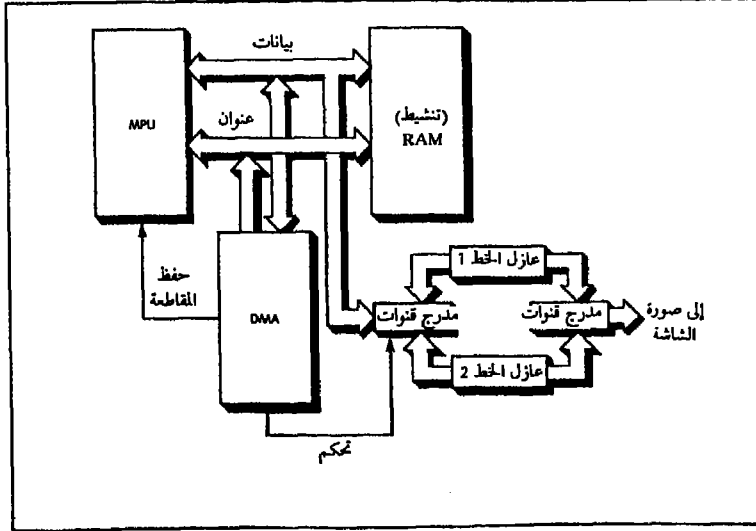 بيانات
MPU
(تنشيط)
RAM
عنوان
عازل الخط 1
حفظ
المقاطعة
DMA
مدرج قنوات
مدرج قنوات
إلى صورة
الشاشة
عازل الخط 2
تحكم